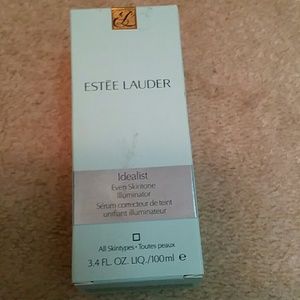 ESTĒE LAUDER
Idealist
Even Skintone
Illuminator
Sérum correcteur de teint
unifiant illuminateur
All Skintypes • Toutes peaux
3.4 FL. OZ. LIQ./100ml e